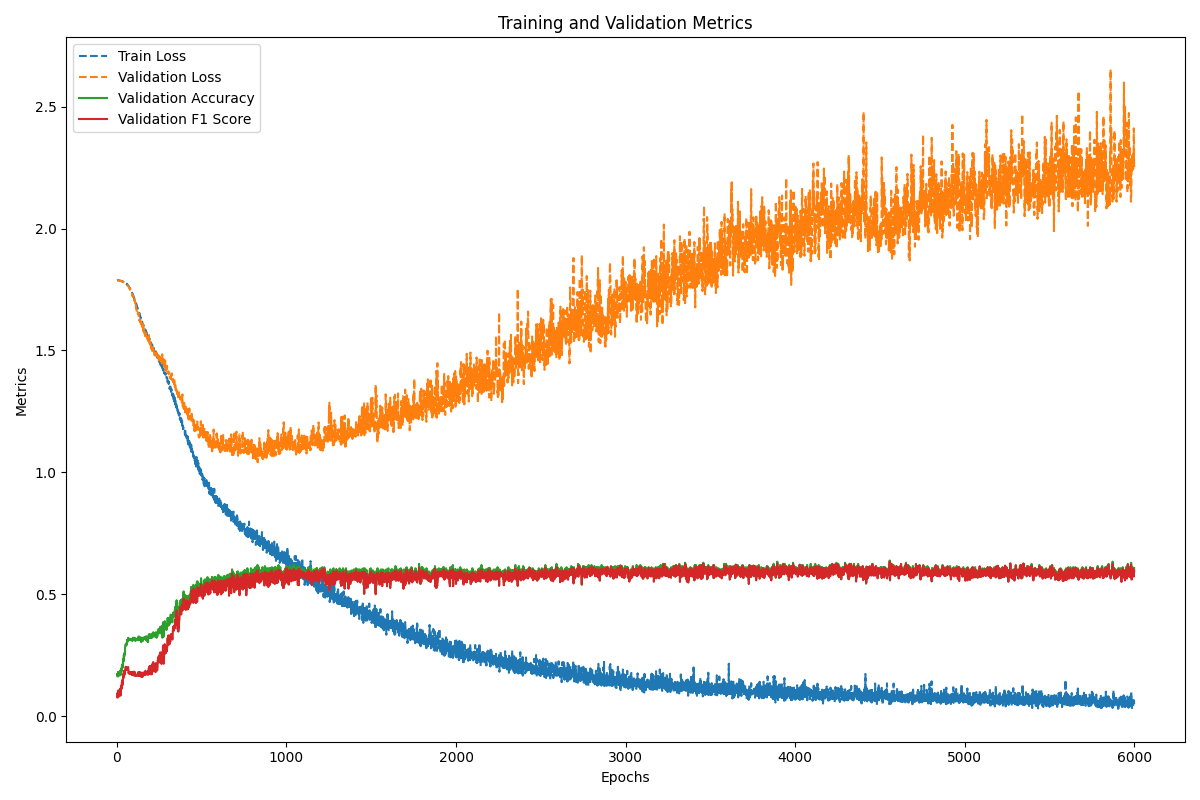 Training and Validation Metrics
Train Loss
Validation Loss
Validation Accuracy
Validation F1 Score
Metrics
2.5
2.0
1.5
1.0
0.5
0.0
0 1000 2000 3000 4000 5000 6000
Epochs